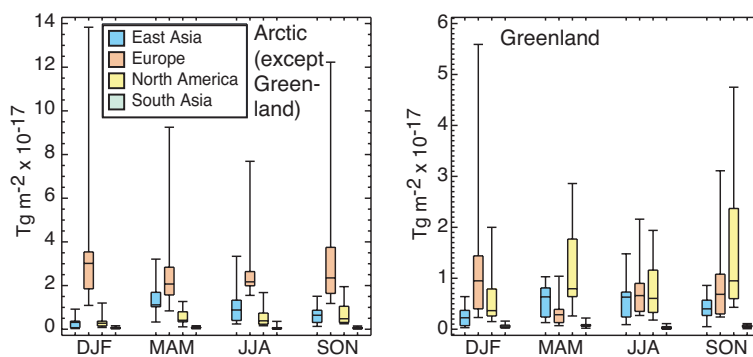 14
12
10
8
6
4
2
0
Tg m-2 x 10-17
East Asia
Europe
North America
South Asia
Arctic
(except
Green-
land)
DJF
MAM
JJA
SON
6
5
4
3
2
1
0
Tg m-2 x 10-17
Greenland
DJF
MAM
JJA
SON